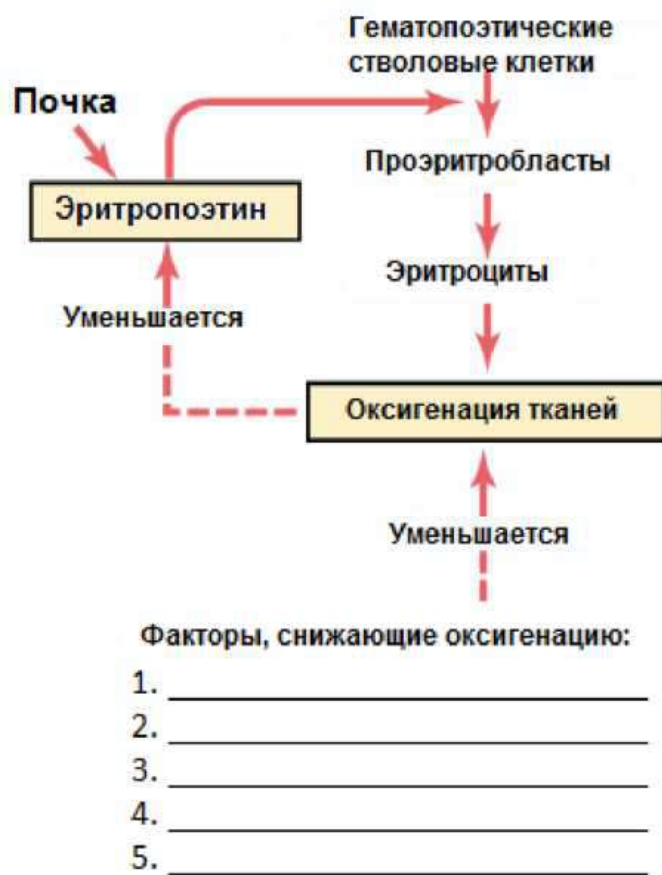 Гематопоэтические
стволовые клетки
Почка
Проэритробласты
Эритропоэтин
Эритроциты
Уменьшается
Оксигенация тканей
Уменьшается
Факторы, снижающие оксигенацию:
1.
2.
3.
4.
5.